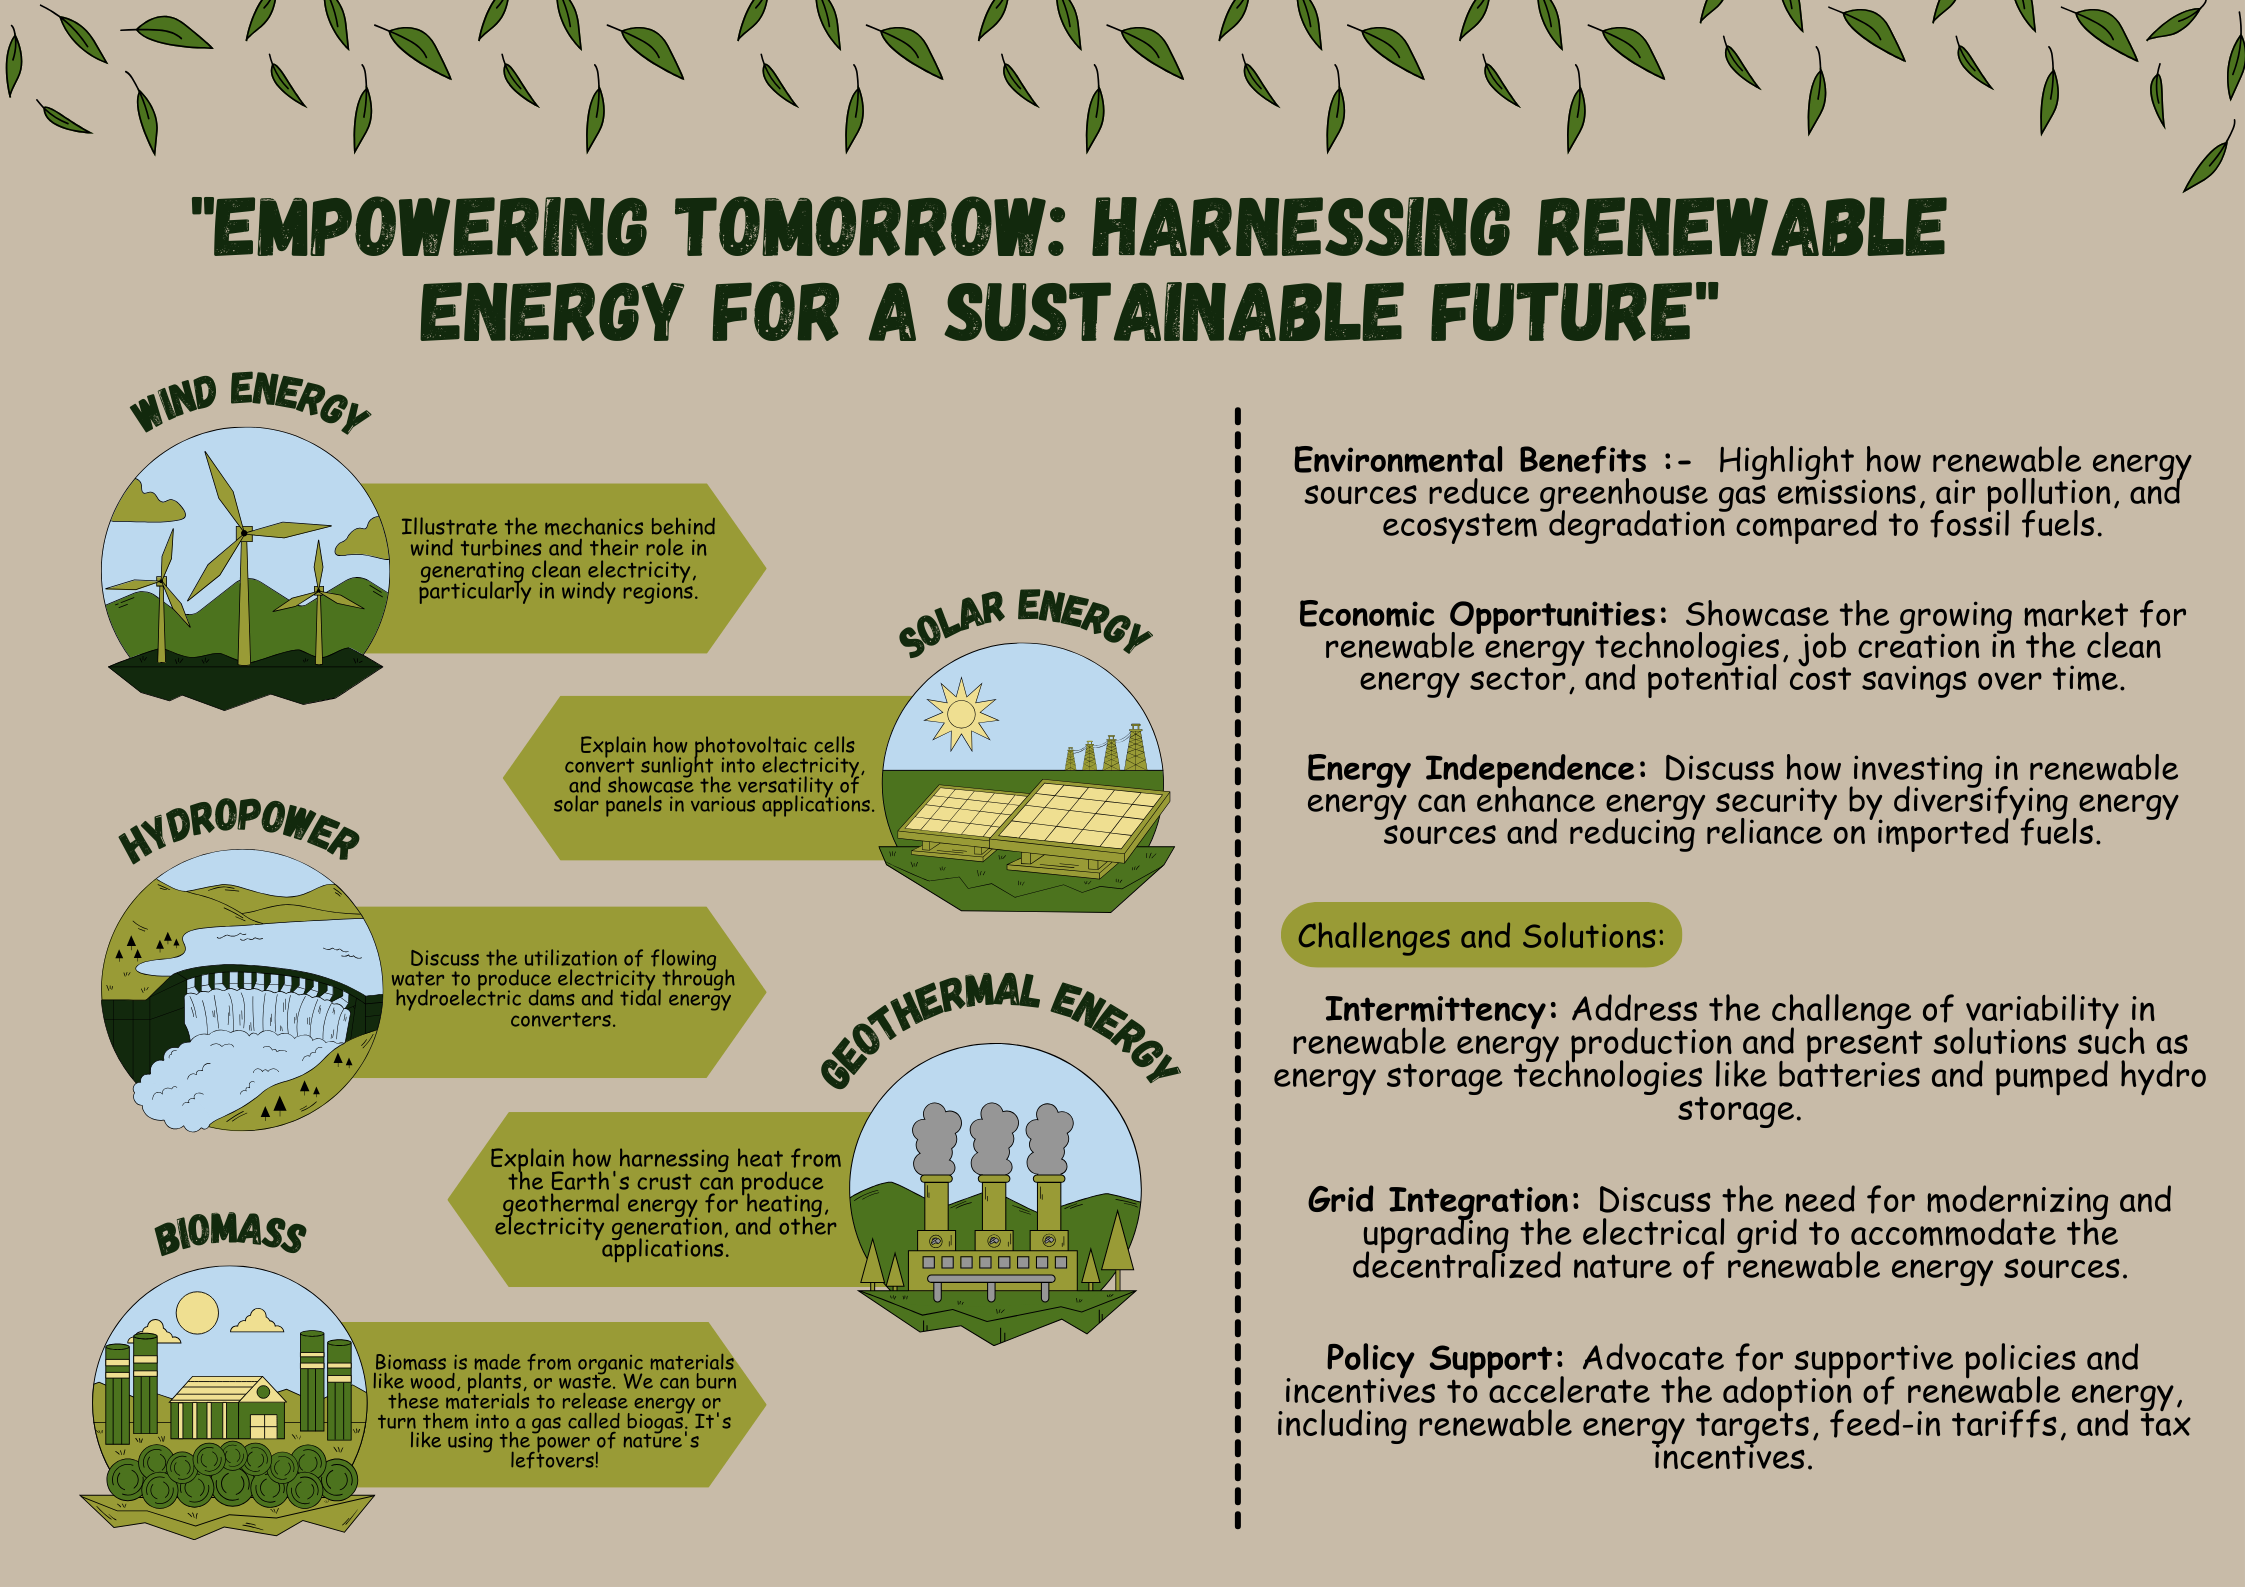 "EMPOWERING TOMORROW: HARNESSING RENEWABLE
ENERGY FOR A SUSTAINABLE FUTURE"
WIND ENERGY
Illustrate the mechanics behind
wind turbines and their role in
generating clean electricity,
particularly in windy regions.
SOLAR ENERGY
Explain how photovoltaic cells
convert sunlight into electricity,
and showcase the versatility of
solar panels in various applications.
HYDROPOWER
Discuss the utilization of flowing
water to produce electricity through
hydroelectric dams and tidal energy
converters.
GEOTHERMAL ENERGY
Explain how harnessing heat from
the Earth's crust can produce
geothermal energy for heating,
electricity generation, and other
applications.
BIOMASS
Biomass is made from organic materials
like wood, plants, or waste. We can burn
these materials to release energy or
turn them into a gas called biogas. It's
like using the power of nature's
leftovers!
Environmental Benefits :- Highlight how renewable energy
sources reduce greenhouse gas emissions, air pollution, and
ecosystem degradation compared to fossil fuels.
Economic Opportunities: Showcase the growing market for
renewable energy technologies, job creation in the clean
energy sector, and potential cost savings over time.
Energy Independence: Discuss how investing in renewable
energy can enhance energy security by diversifying energy
sources and reducing reliance on imported fuels.
Challenges and Solutions:
Intermittency: Address the challenge of variability in
renewable energy production and present solutions such as
energy storage technologies like batteries and pumped hydro
storage.
Grid Integration: Discuss the need for modernizing and
upgrading the electrical grid to accommodate the
decentralized nature of renewable energy sources.
Policy Support: Advocate for supportive policies and
incentives to accelerate the adoption of renewable energy,
including renewable energy targets, feed-in tariffs, and tax
incentives.